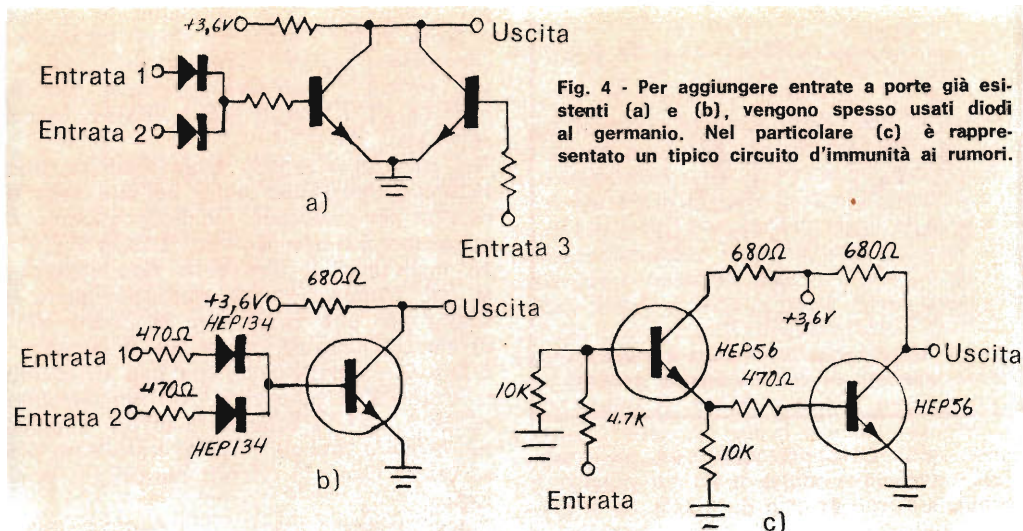 +3,6V
Uscita
Entrata 1
Entrata 2
Entrata 3
a)
Fig. 4 - Per aggiungere entrate a porte già esi-
stenti (a) e (b), vengono spesso usati diodi
al germanio. Nel particolare (c) è rappre-
sentato un tipico circuito d'immunità ai rumori.
680Ω
+3,6V
Uscita
HEP134
470Ω
Entrata 1
470Ω
Entrata 2
HEP134
b)
680Ω
680Ω
+3,6V
HEP56
Uscita
10K
4.7K
470Ω
HEP56
10K
Entrata
c)